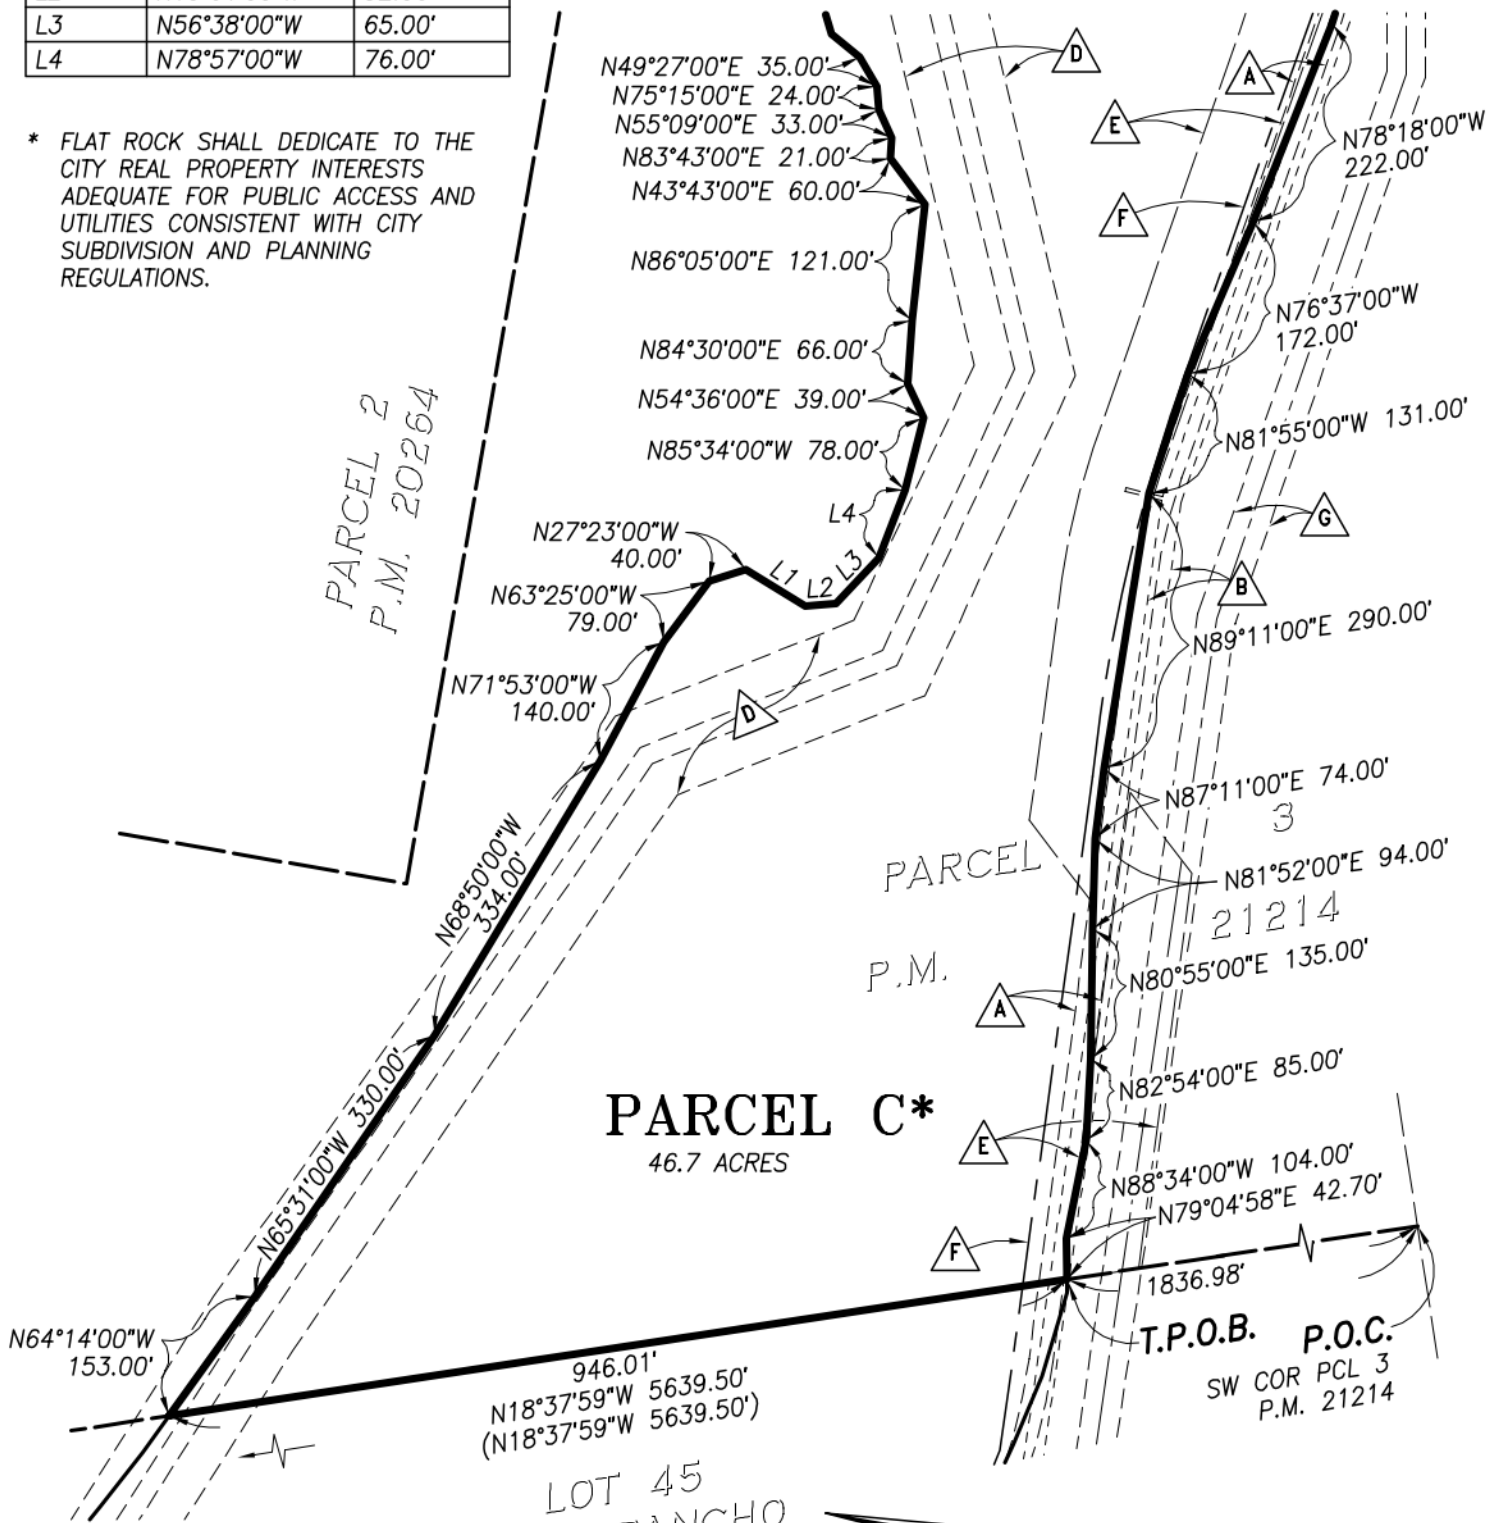 L3 N56°38'00"W 65.00'
L4 N78°57'00"W 76.00'
* FLAT ROCK SHALL DEDICATE TO THE
CITY REAL PROPERTY INTERESTS
ADEQUATE FOR PUBLIC ACCESS AND
UTILITIES CONSISTENT WITH CITY
SUBDIVISION AND PLANNING
REGULATIONS.
N49°27'00"E 35.00'
N75°15'00"E 24.00'
N55°09'00"E 33.00'
N83°43'00"E 21.00'
N43°43'00"E 60.00'
N86°05'00"E 121.00'
N84°30'00"E 66.00'
N54°36'00"E 39.00'
N85°34'00"W 78.00'
L4
L3
L2
L1
N27°23'00"W
40.00'
N63°25'00"W
79.00'
N71°53'00"W
140.00'
N68°50'00"W
334.00'
N65°31'00"W 330.00'
N64°14'00"W
153.00'
PARCEL 2
P.M. 20264
D
D
A
E
F
N78°18'00"W
222.00'
N76°37'00"W
172.00'
N81°55'00"W 131.00'
G
B
N89°11'00"E 290.00'
N87°11'00"E 74.00'
PARCEL 3
N81°52'00"E 94.00'
P.M. 21214
N80°55'00"E 135.00'
A
N82°54'00"E 85.00'
E
N88°34'00"W 104.00'
N79°04'58"E 42.70'
F
PARCEL C*
46.7 ACRES
1836.98'
T.P.O.B.
P.O.C.
SW COR PCL 3
P.M. 21214
946.01'
N18°37'59"W 5639.50'
(N18°37'59"W 5639.50')
LOT 45
RANCHO